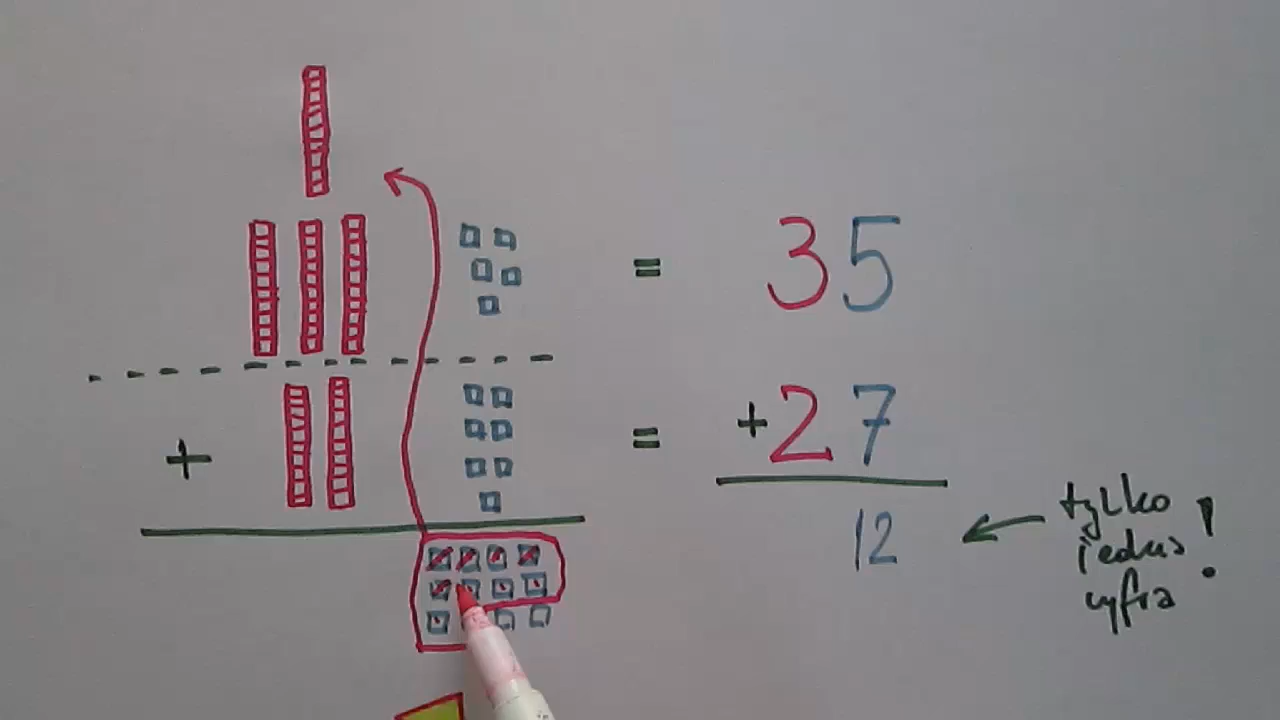 = 35
+ = +27
12
tylko
jedna !
cyfra